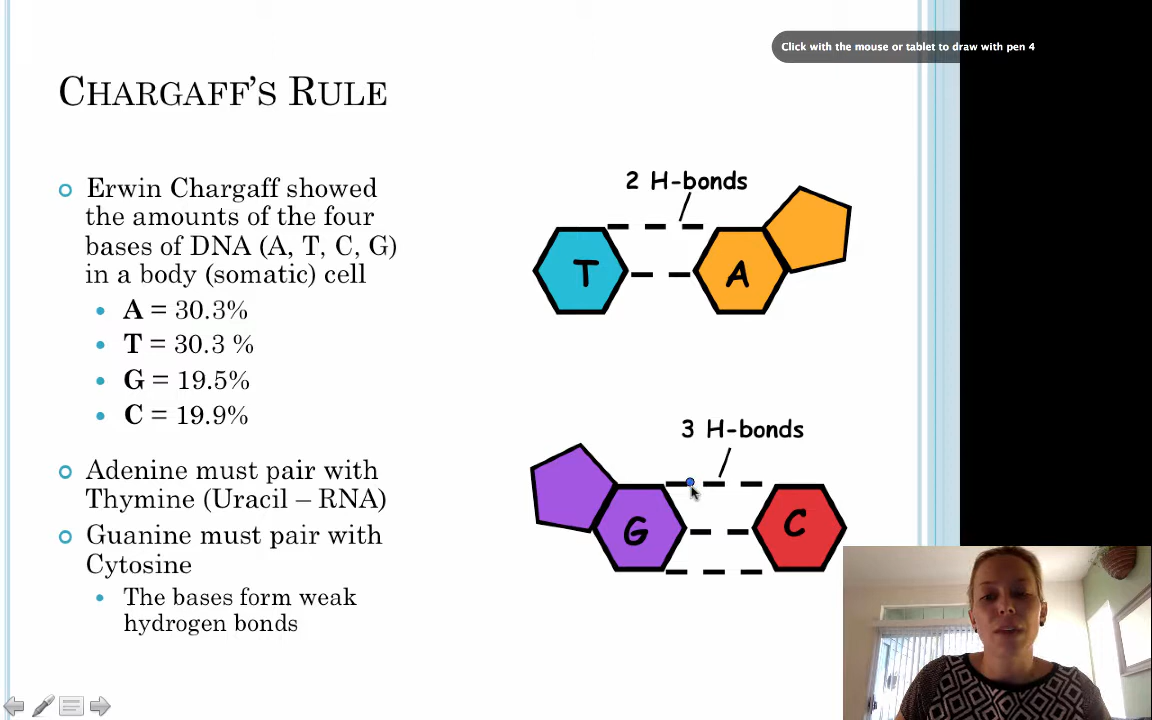 Click with the mouse or tablet to draw with pen 4
CHARGAFF'S RULE
Erwin Chargaff showed
the amounts of the four
bases of DNA (A, T, C, G)
in a body (somatic) cell
A = 30.3%
T = 30.3 %
G = 19.5%
C = 19.9%
Adenine must pair with
Thymine (Uracil – RNA)
Guanine must pair with
Cytosine
The bases form weak
hydrogen bonds
2 H-bonds
T
A
3 H-bonds
G
C